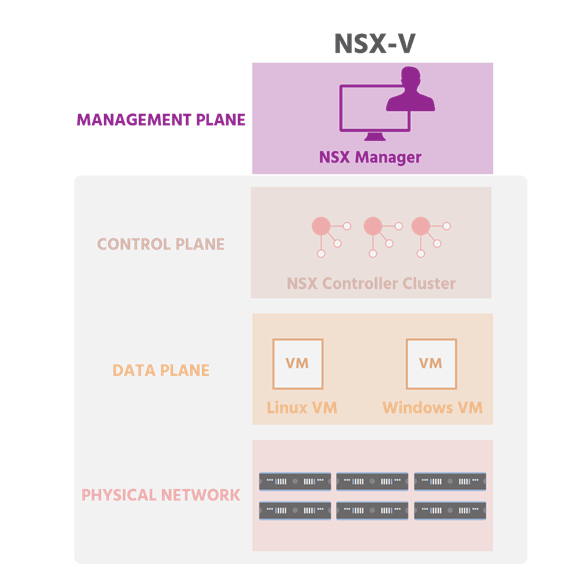 NSX-V
MANAGEMENT PLANE
NSX Manager
CONTROL PLANE
NSX Controller Cluster
DATA PLANE
VM
VM
Linux VM
Windows VM
PHYSICAL NETWORK